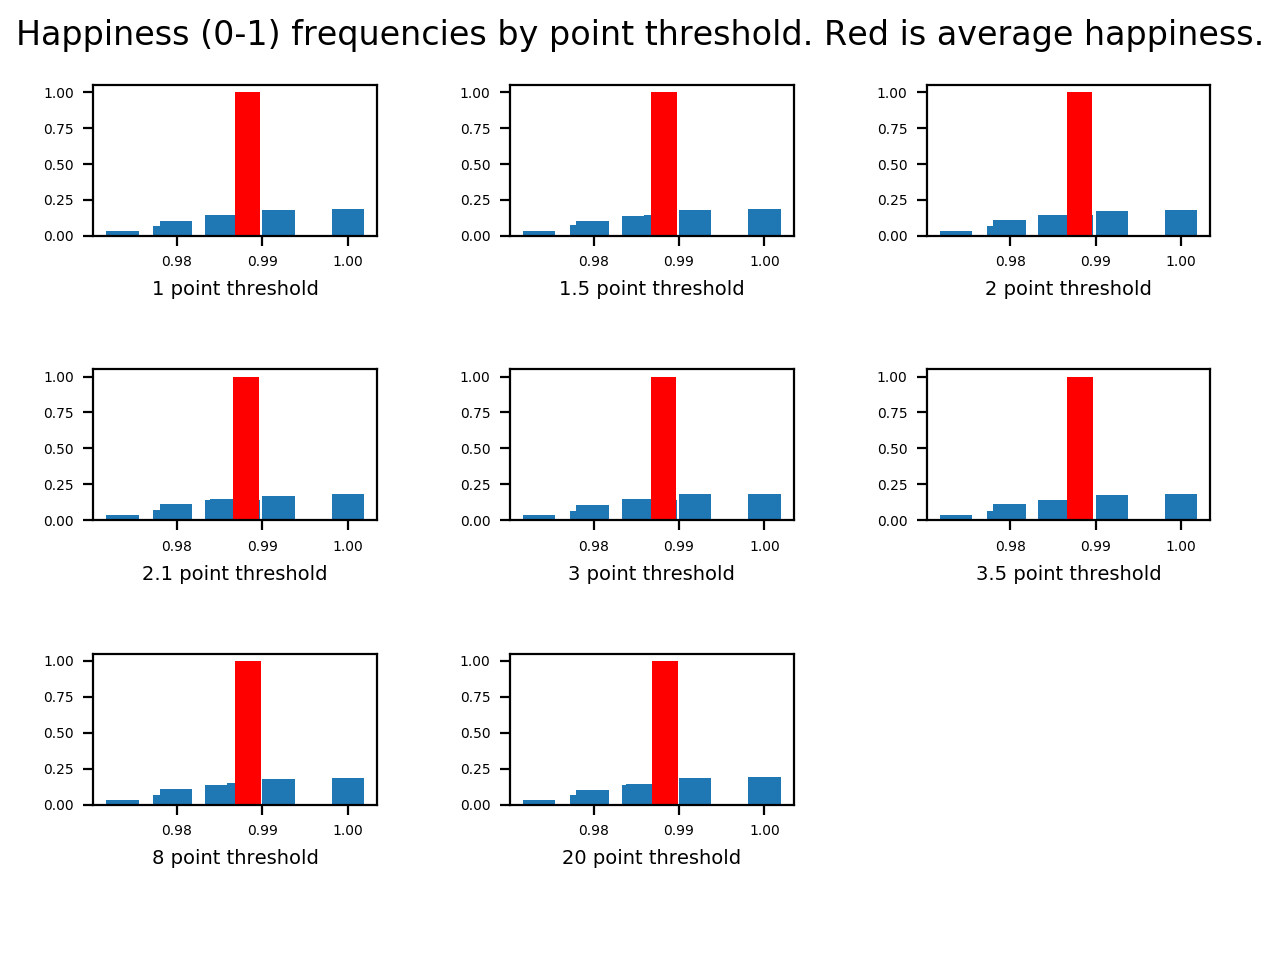 Happiness (0-1) frequencies by point threshold. Red is average happiness.
1.00 1.00 1.00
0.75 0.75 0.75
0.50 0.50 0.50
0.25 0.25 0.25
0.00 0.00 0.00
0.98 0.99 1.00 0.98 0.99 1.00 0.98 0.99 1.00
1 point threshold 1.5 point threshold 2 point threshold
1.00 1.00 1.00
0.75 0.75 0.75
0.50 0.50 0.50
0.25 0.25 0.25
0.00 0.00 0.00
0.98 0.99 1.00 0.98 0.99 1.00 0.98 0.99 1.00
2.1 point threshold 3 point threshold 3.5 point threshold
1.00 1.00
0.75 0.75
0.50 0.50
0.25 0.25
0.00 0.00
0.98 0.99 1.00 0.98 0.99 1.00
8 point threshold 20 point threshold